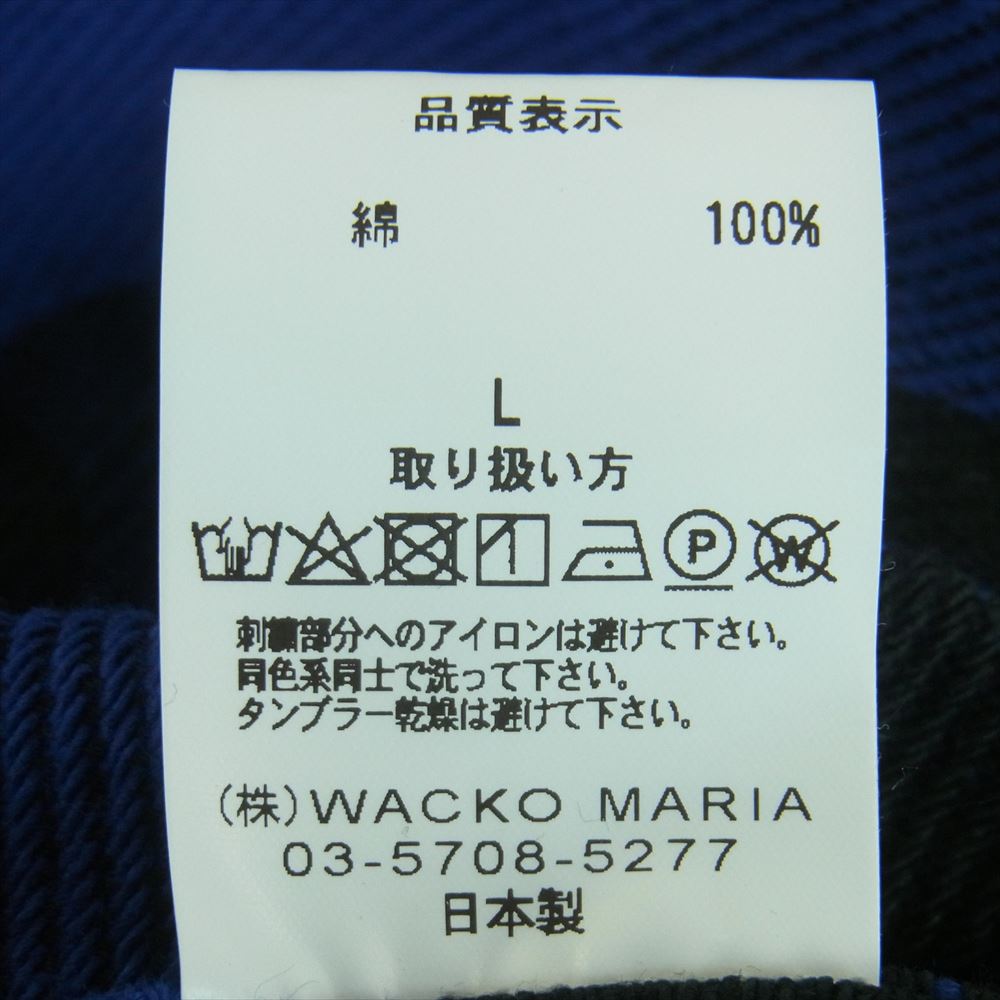 品質表示
綿 100%
L
取り扱い方
P W
刺繍部分へのアイロンは避けて下さい。
同色系同士で洗って下さい。
タンブラー乾燥は避けて下さい。
(株)WACKO MARIA
03-5708-5277
日本製